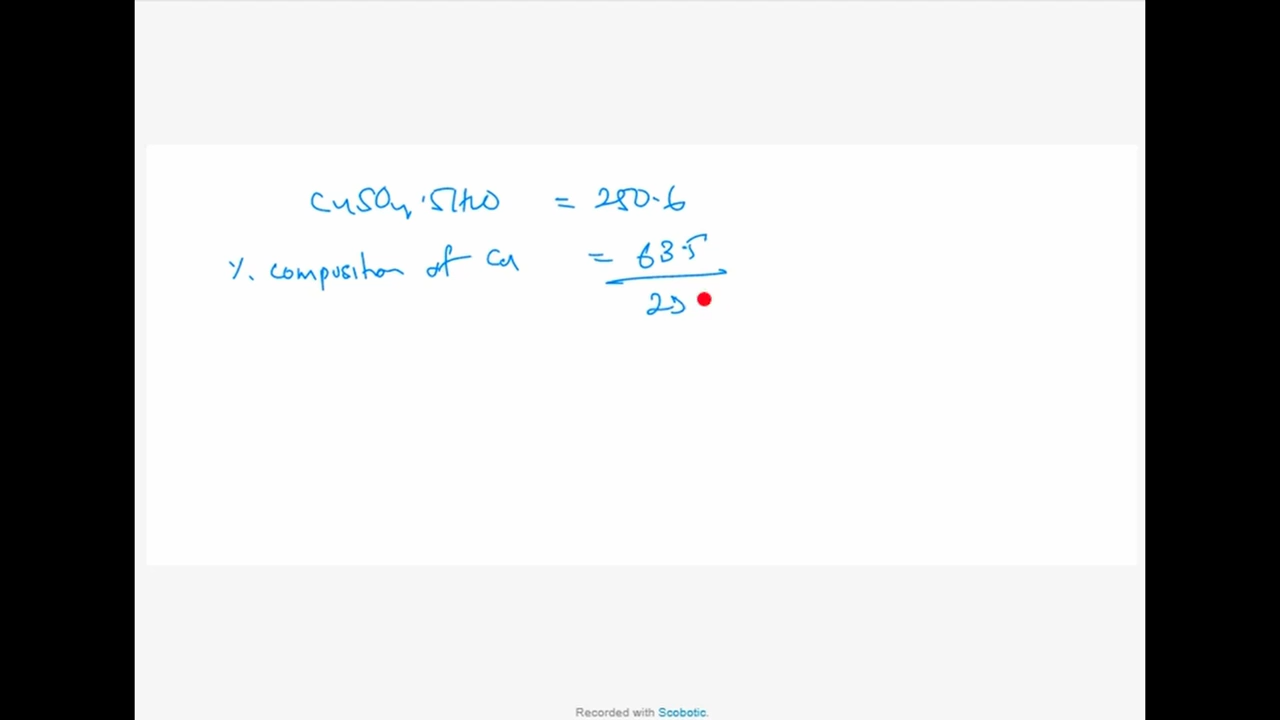 CuSO4·5H2O = 250.6
% composition of Cu = 63.5
25
Recorded with Scobotic.